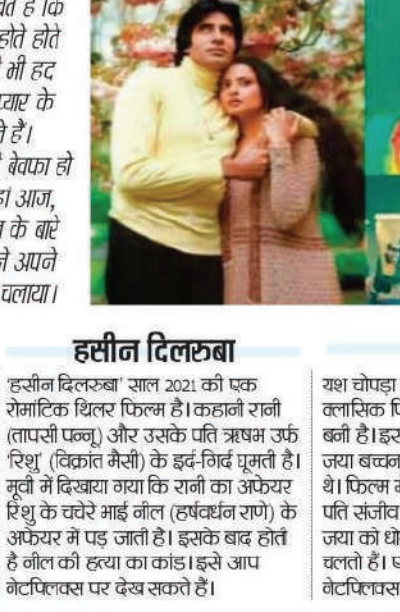 होते होते
भी हद
प्यार के
हैं।
बेवफा हो
आज,
के बारे
अपने
चलाया।
हसीन दिलरुबा
'हसीन दिलरुबा' साल 2021 की एक
रोमांटिक थिलर फिल्म है। कहानी रानी
(तापसी पन्नू) और उसके पति ऋषभ उर्फ
'रिशु' (विक्रांत मैसी) के इर्द-गिर्द घूमती है।
मूवी में दिखाया गया कि रानी का अफेयर
रिशु के चचेरे भाई नील (हर्षवर्धन राणे) के
अफेयर में पड़ जाती है। इसके बाद होती
है नील की हत्या का कांड। इसे आप
नेटफ्लिक्स पर देख सकते हैं।
यश चोपड़ा
क्लासिक
बनी है। इस
जया बच्चन
थे। फिल्म
पति संजीव
जया को
चलतो हैं।
नेटफ्लिक्स